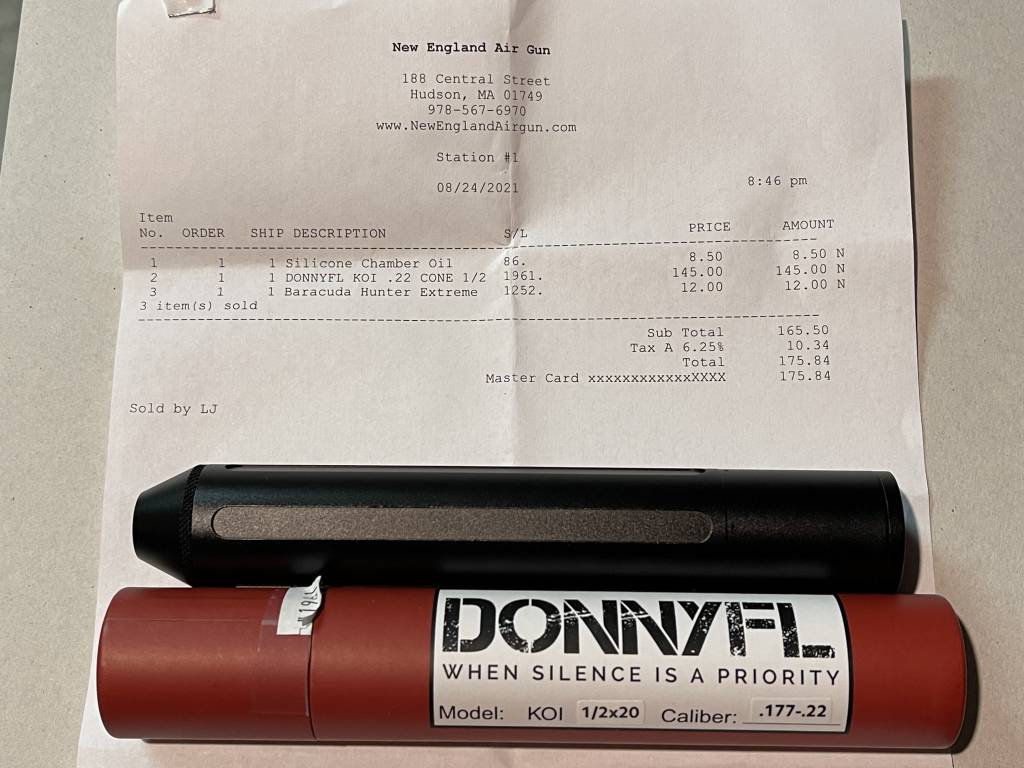 New England Air Gun
188 Central Street
Hudson, MA 01749
978-567-6970
www.NewEnglandAirgun.com
Station #1
08/24/2021 8:46 pm
Item
No. ORDER SHIP DESCRIPTION S/L PRICE AMOUNT
1 1 1 Silicone Chamber Oil 86. 8.50 8.50 N
2 1 1 DONNYFL KOI .22 CONE 1/2 1961. 145.00 145.00 N
3 1 1 Baracuda Hunter Extreme 1252. 12.00 12.00 N
3 item(s) sold
Sub Total 165.50
Tax A 6.25% 10.34
Total 175.84
Master Card xxxxxxxxxxxxXXXX 175.84
Sold by LJ
DONNYFL
WHEN SILENCE IS A PRIORITY
Model: KOI 1/2x20 Caliber: .177-.22